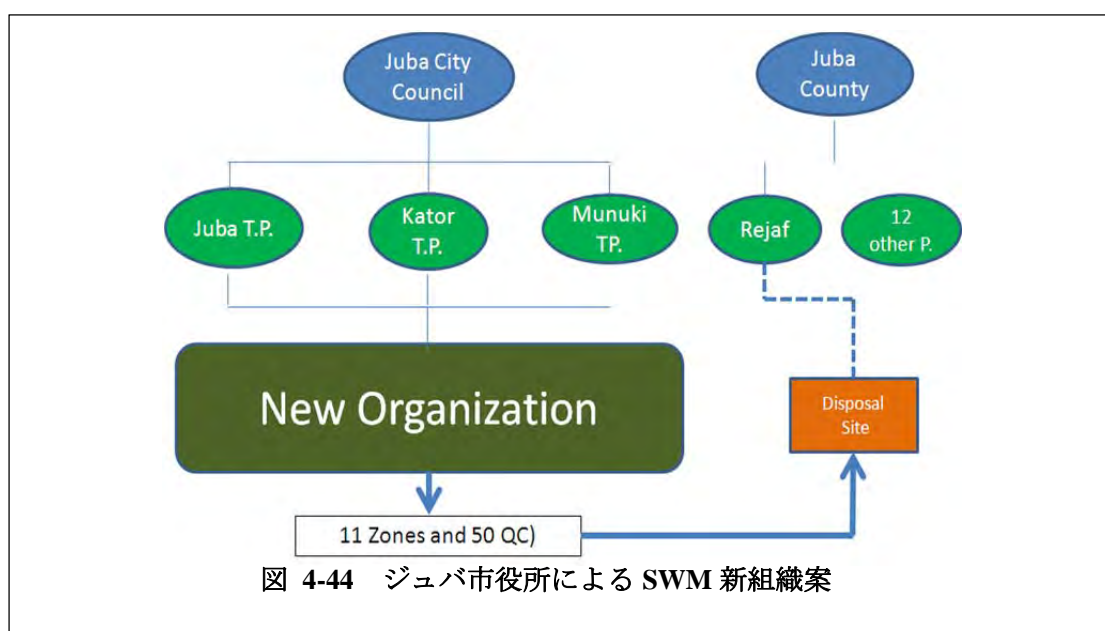 Juba City
Council
Juba
County
Juba T.P.
Kator
T.P.
Munuki
TP.
Rejaf
12
other P.
New Organization
Disposal
Site
11 Zones and 50 QC)
図 4-44 ジュバ市役所による SWM 新組織案